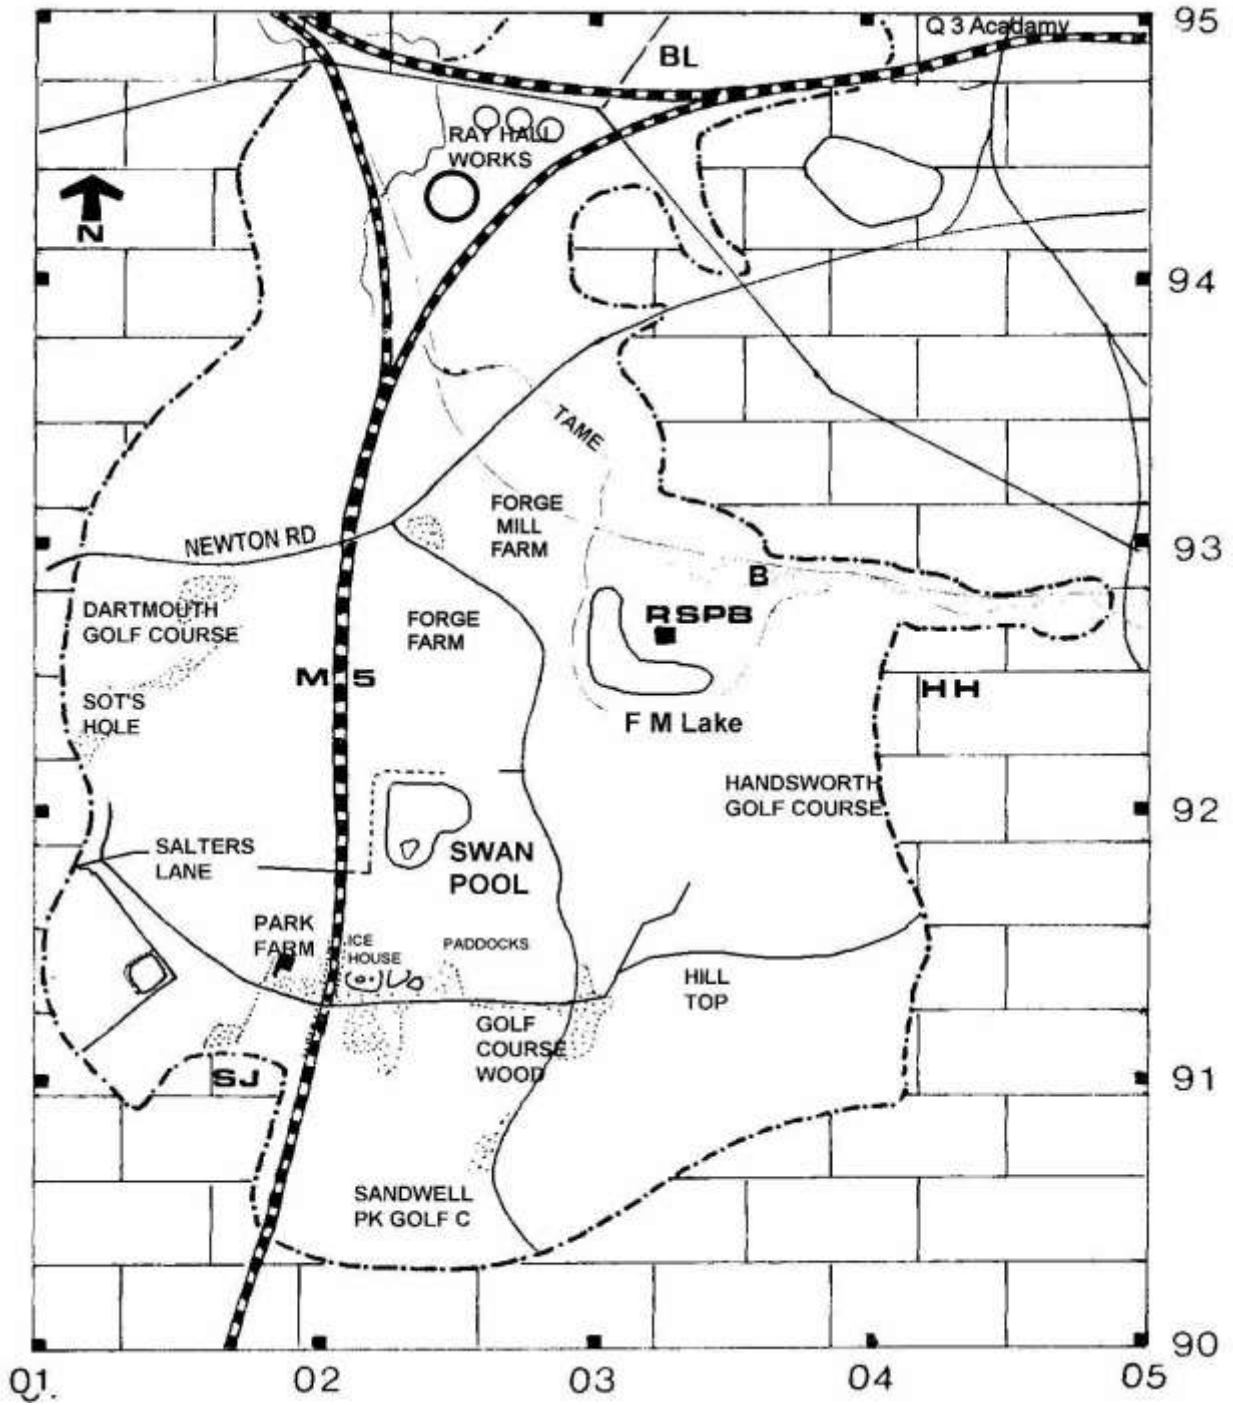 95
Q 3 Acadamy
BL
RAY HALL
WORKS
N
94
TAME
FORGE
MILL
FARM
NEWTON RD
93
B
DARTMOUTH
GOLF COURSE
FORGE
FARM
RSPB
M 5
HH
SOT'S
HOLE
F M Lake
HANDSWORTH
GOLF COURSE
92
SALTERS
LANE
SWAN
POOL
PARK
FARM
ICE
HOUSE
PADDOCKS
HILL
TOP
GOLF
COURSE
WOOD
SJ
91
SANDWELL
PK GOLF C
90
01
02
03
04
05